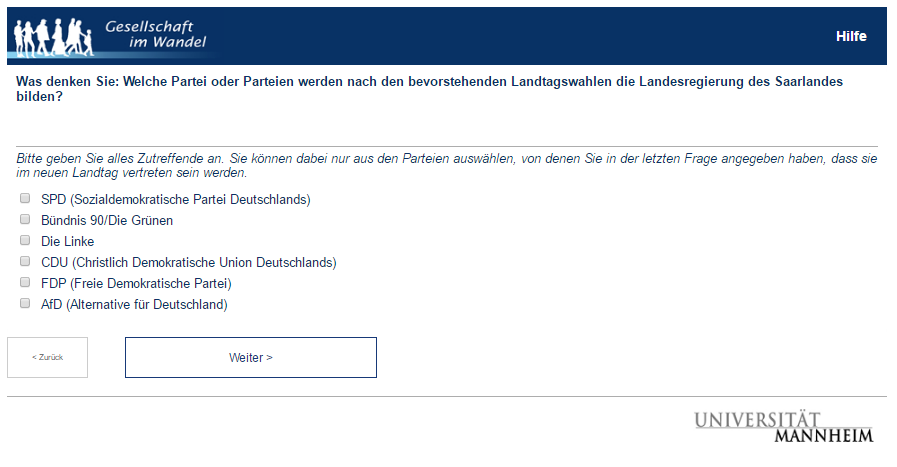 Gesellschaft
im Wandel
Hilfe
Was denken Sie: Welche Partei oder Parteien werden nach den bevorstehenden Landtagswahlen die Landesregierung des Saarlandes
bilden?
Bitte geben Sie alles Zutreffende an. Sie können dabei nur aus den Parteien auswählen, von denen Sie in der letzten Frage angegeben haben, dass sie
im neuen Landtag vertreten sein werden.
SPD (Sozialdemokratische Partei Deutschlands)
Bündnis 90/Die Grünen
Die Linke
CDU (Christlich Demokratische Union Deutschlands)
FDP (Freie Demokratische Partei)
AfD (Alternative für Deutschland)
< Zurück
Weiter >
UNIVERSITÄT
MANNHEIM